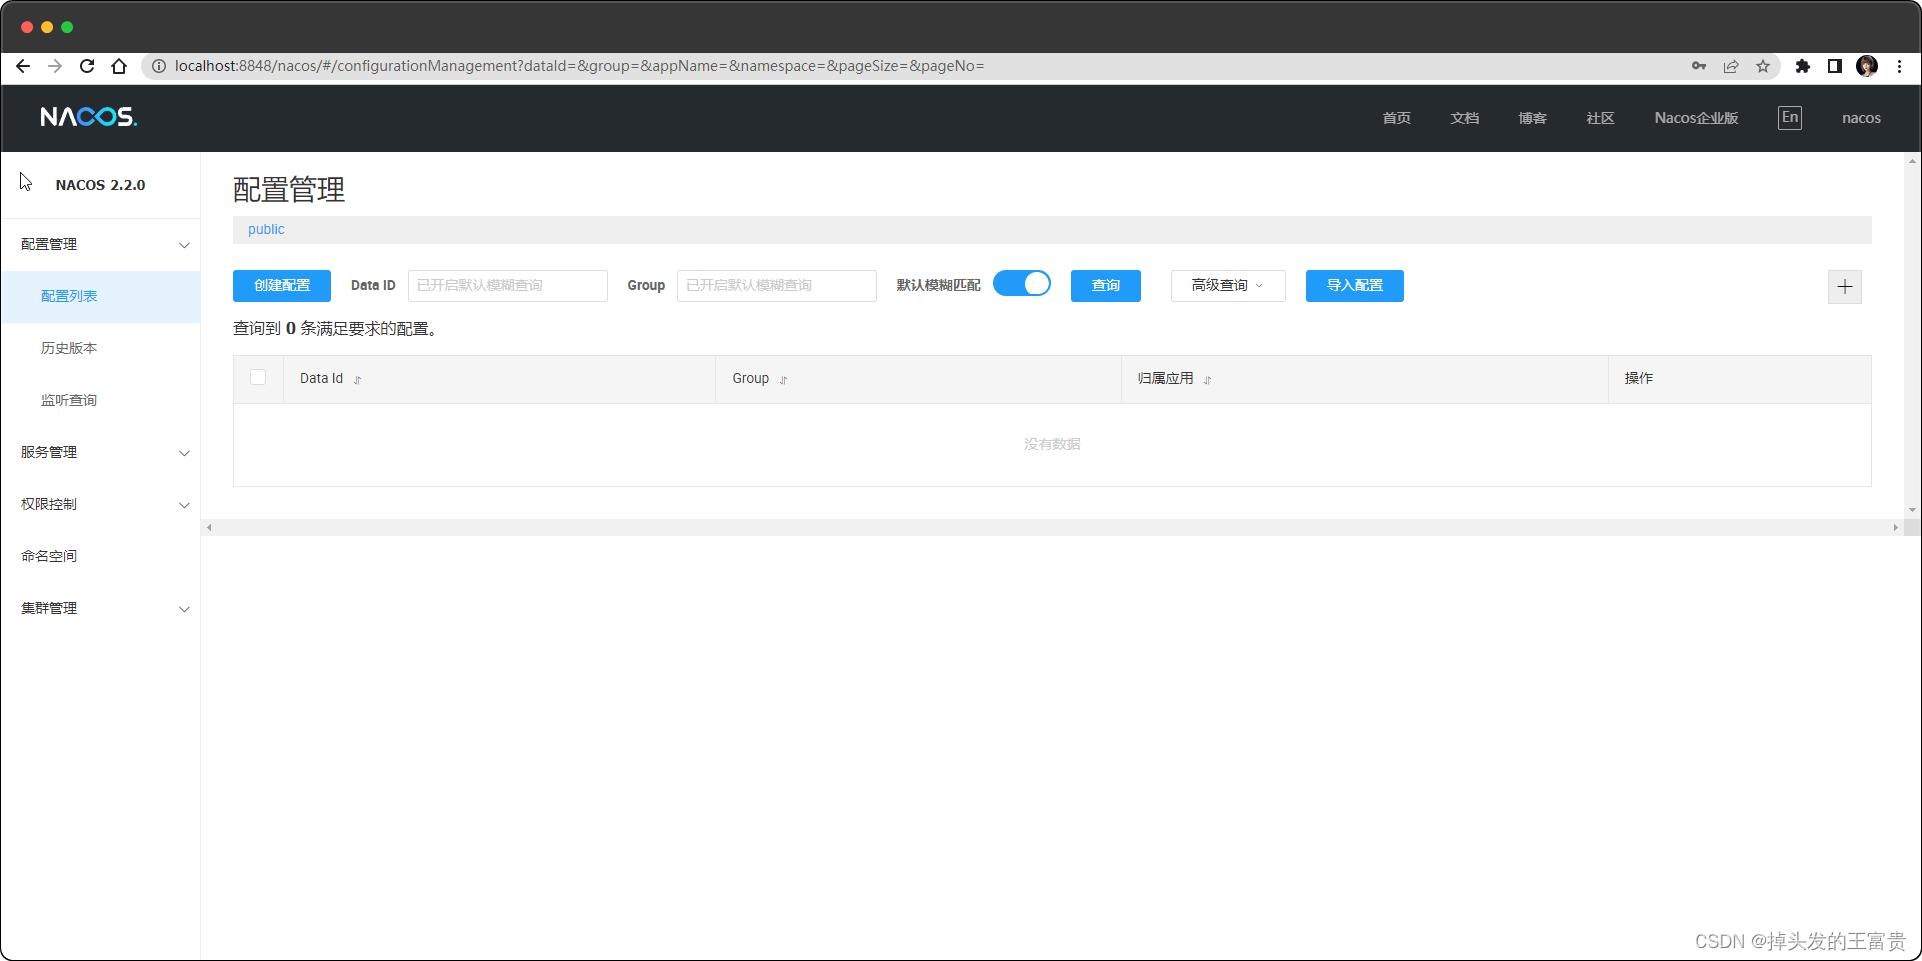 localhost:8848/nacos/#/configurationManagement?dataId=&group=&appName=&namespace=&pageSize=&pageNo=
NACOS.
首页 文档 博客 社区 Nacos企业版 En nacos
NACOS 2.2.0
配置管理
配置列表
历史版本
监听查询
服务管理
权限控制
命名空间
集群管理
配置管理
public
创建配置 Data ID 已开启默认模糊查询 Group 已开启默认模糊查询 默认模糊匹配 查询 高级查询 导入配置
查询到 0 条满足要求的配置。
Data Id Group 归属应用 操作
没有数据
CSDN @掉头发的王富贵